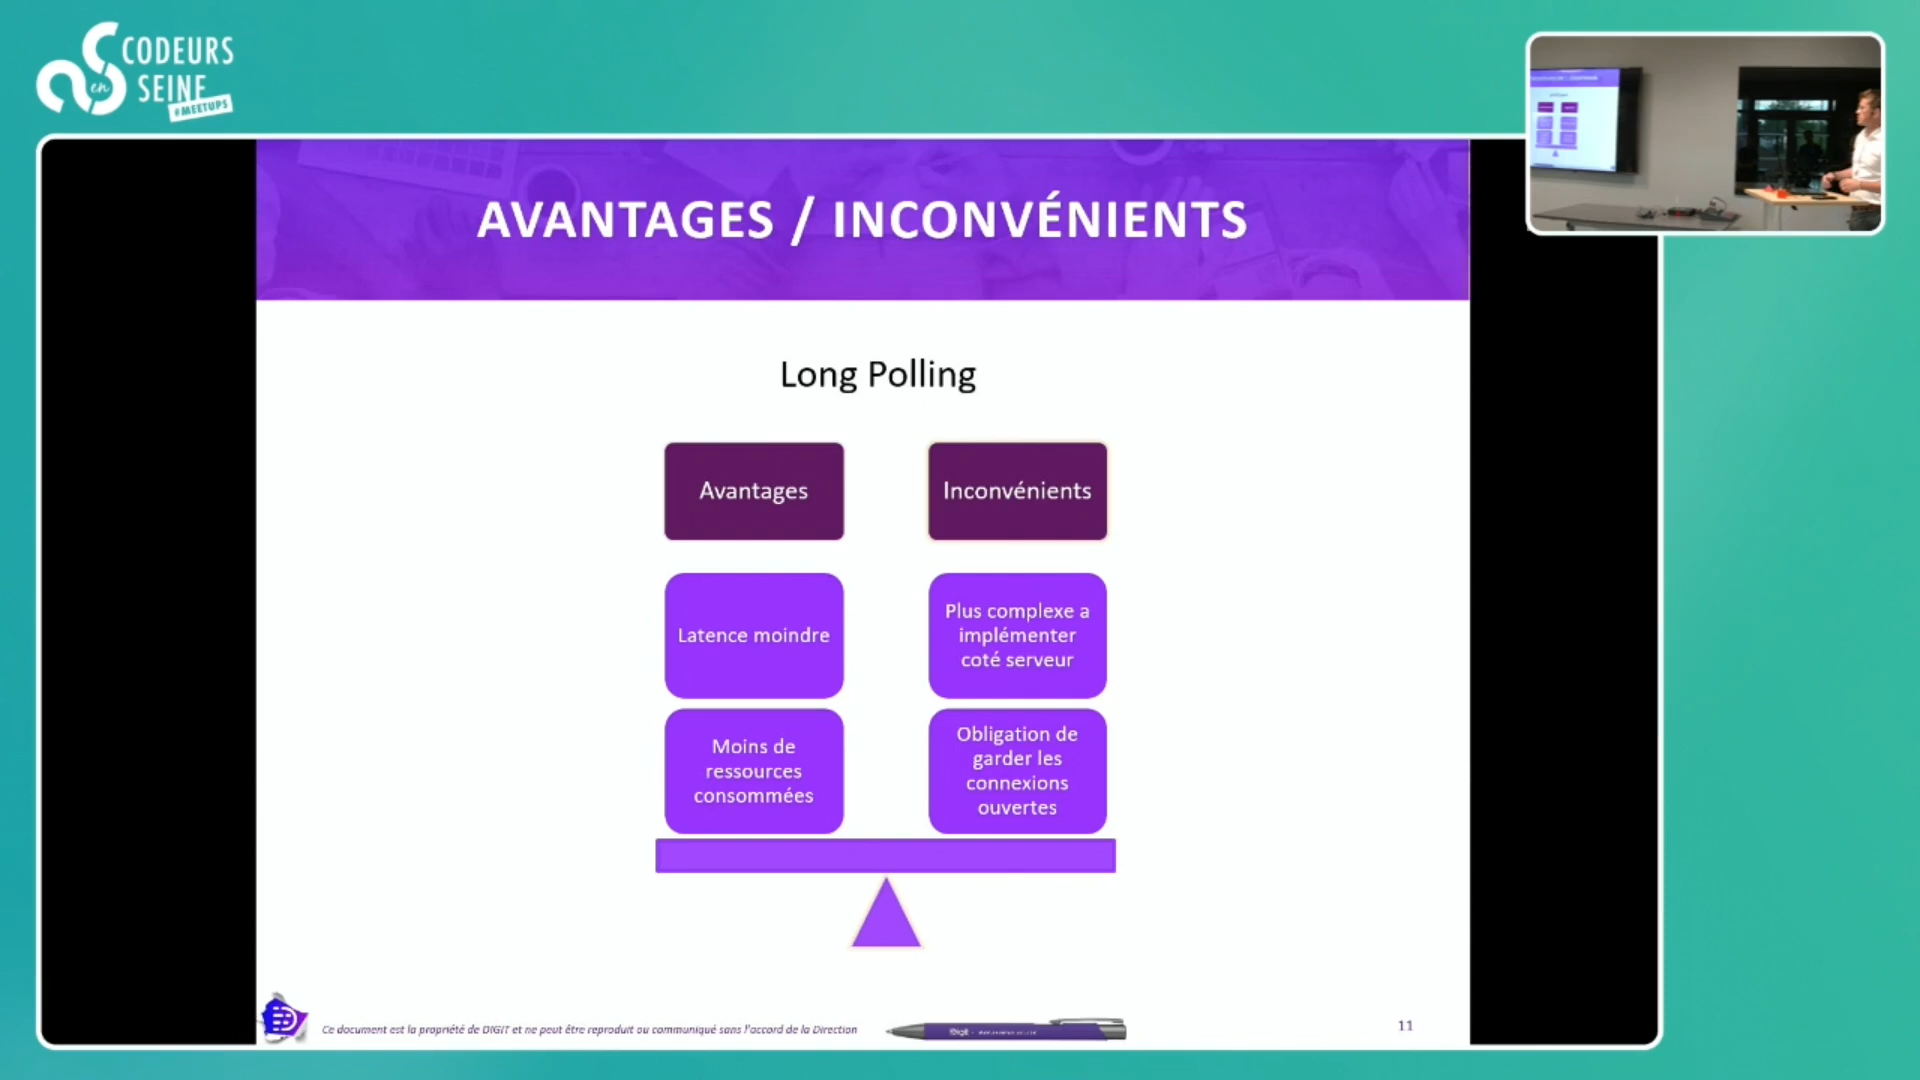 CODEURS
en
SEINE
#MEETUPS
AVANTAGES / INCONVÉNIENTS
Long Polling
Avantages
Inconvénients
Latence moindre
Plus complexe a
implémenter
coté serveur
Moins de
ressources
consommées
Obligation de
garder les
connexions
ouvertes
Ce document est la propriété de DIGIT et ne peut être reproduit ou communiqué sans l'accord de la Direction
Digit
11